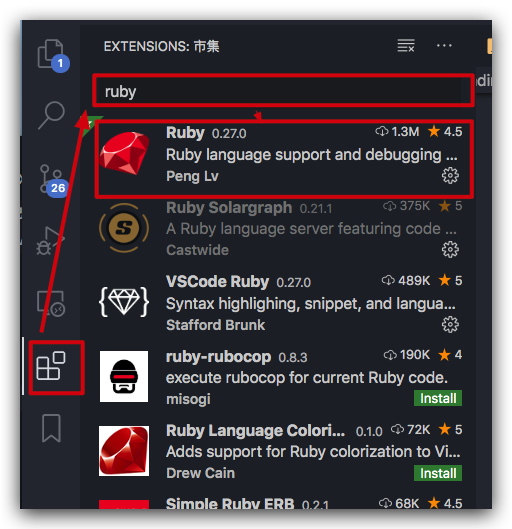 EXTENSIONS: 市集
1
ruby
Ruby 0.27.0 1.3M 4.5
Ruby language support and debugging ...
Peng Lv
26
Ruby Solargraph 0.21.1 375K 5
A Ruby language server featuring code ...
Castwide
VSCode Ruby 0.27.0 489K 5
Syntax highlighing, snippet, and langua...
Stafford Brunk
ruby-rubocop 0.8.3 190K 4
execute rubocop for current Ruby code.
misogi Install
Ruby Language Colori... 0.1.0 72K 5
Adds support for Ruby colorization to Vi...
Drew Cain Install
Simple Ruby ERB 0.2.1 68K 4.5